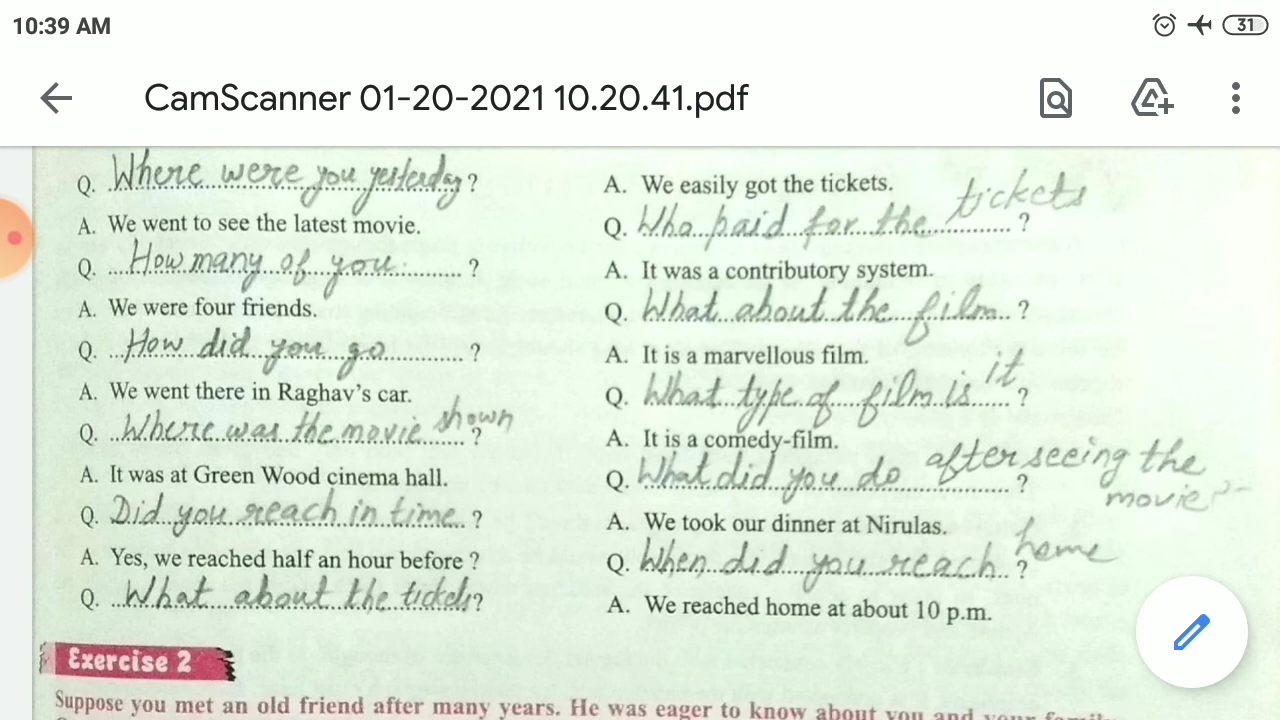 10:39 AM
31
CamScanner 01-20-2021 10.20.41.pdf
Q. Where were you yesterday ?
A. We went to see the latest movie.
Q. How many of you ?
A. We were four friends.
Q. How did you go ?
A. We went there in Raghav's car.
Q. Where was the movie shown ?
A. It was at Green Wood cinema hall.
Q. Did you reach in time ?
A. Yes, we reached half an hour before ?
Q. What about the tickets ?
A. We easily got the tickets.
Q. Who paid for the tickets ?
A. It was a contributory system.
Q. What about the film ?
A. It is a marvellous film.
Q. What type of film is it ?
A. It is a comedy-film.
Q. What did you do after seeing the
movie ?
A. We took our dinner at Nirulas.
Q. When did you reach home ?
A. We reached home at about 10 p.m.
Exercise 2
Suppose you met an old friend after many years. He was eager to know about you and your family